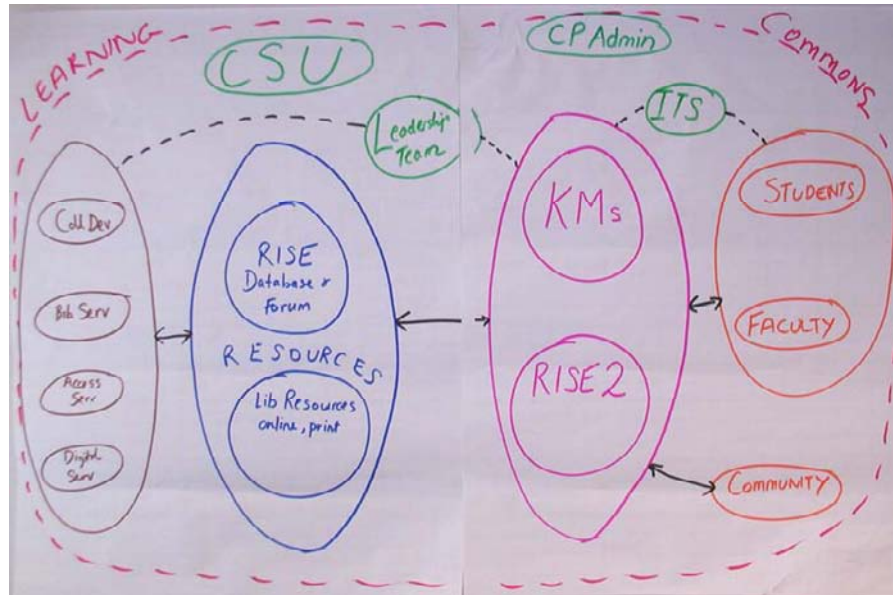 LEARNING
CSU
CP Admin
Commons
Leadership
Team
ITS
Coll Dev
Bib Serv
Access
Serv
Digital
Serv
RISE
Database &
Forum
RESOURCES
Lib Resources
online, print
KMs
RISE2
STUDENTS
FACULTY
COMMUNITY